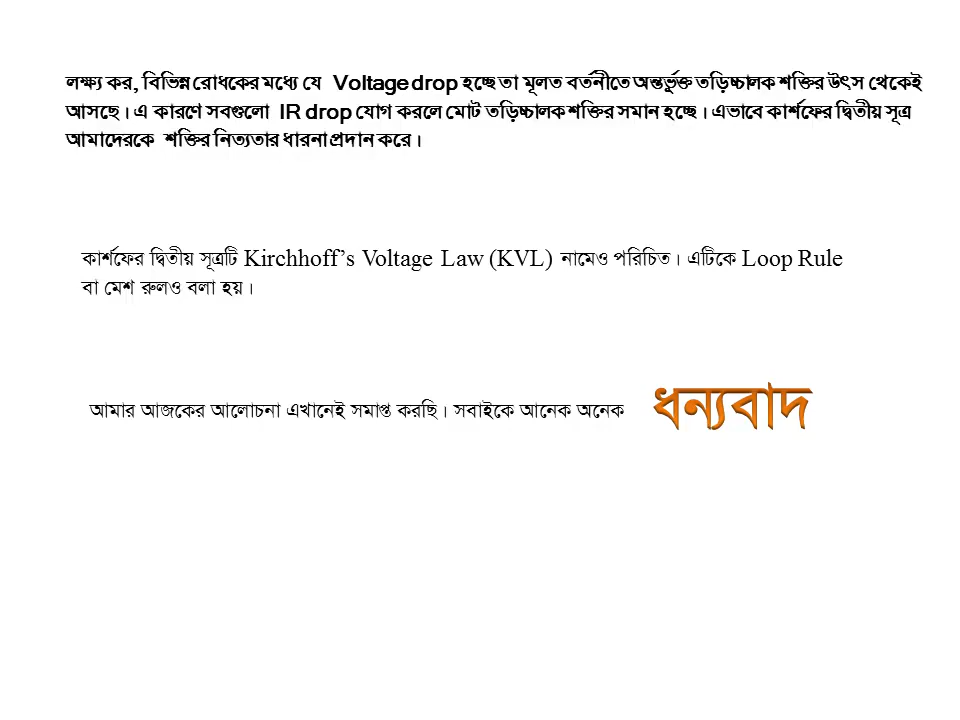 লক্ষ্য কর, বিভিন্ন রোধকের মধ্যে যে Voltage drop হচ্ছে তা মূলত বর্তনীতে অন্তর্ভুক্ত তড়িচ্চালক শক্তির উৎস থেকেই
আসছে। এ কারণে সবগুলো IR drop যোগ করলে মোট তড়িচ্চালক শক্তির সমান হচ্ছে। এভাবে কার্শফের দ্বিতীয় সূত্র
আমাদেরকে শক্তির নিত্যতার ধারনা প্রদান করে।
কার্শফের দ্বিতীয় সূত্রটি Kirchhoff’s Voltage Law (KVL) নামেও পরিচিত। এটিকে Loop Rule
বা মেশ রুলও বলা হয়।
আমার আজকের আলোচনা এখানেই সমাপ্ত করছি। সবাইকে আনেক অনেক ধন্যবাদ